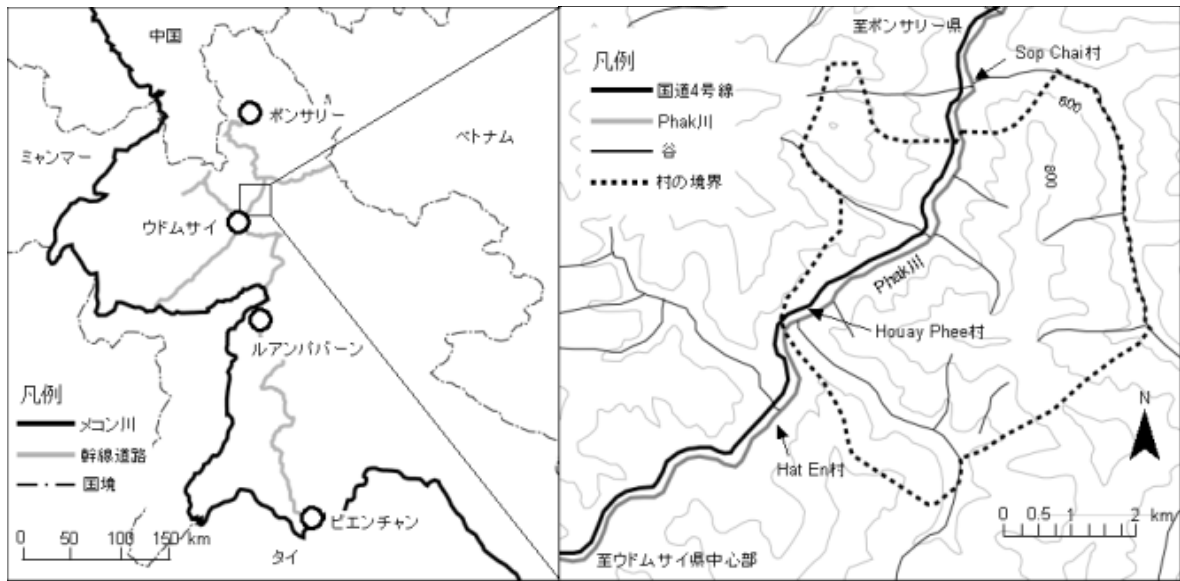 中国
ポンサリー
ベトナム
ミャンマー
ウドムサイ
ルアンパバーン
凡例
メコン川
幹線道路
国境
0 50 100 150 km
ビエンチャン
タイ
至ポンサリー県
Sop Chai村
凡例
国道4号線
Phak川
谷
村の境界
600
800
Phak川
Houay Phee村
Hat En村
N
0 0.5 1 2 km
至ウドムサイ県中心部